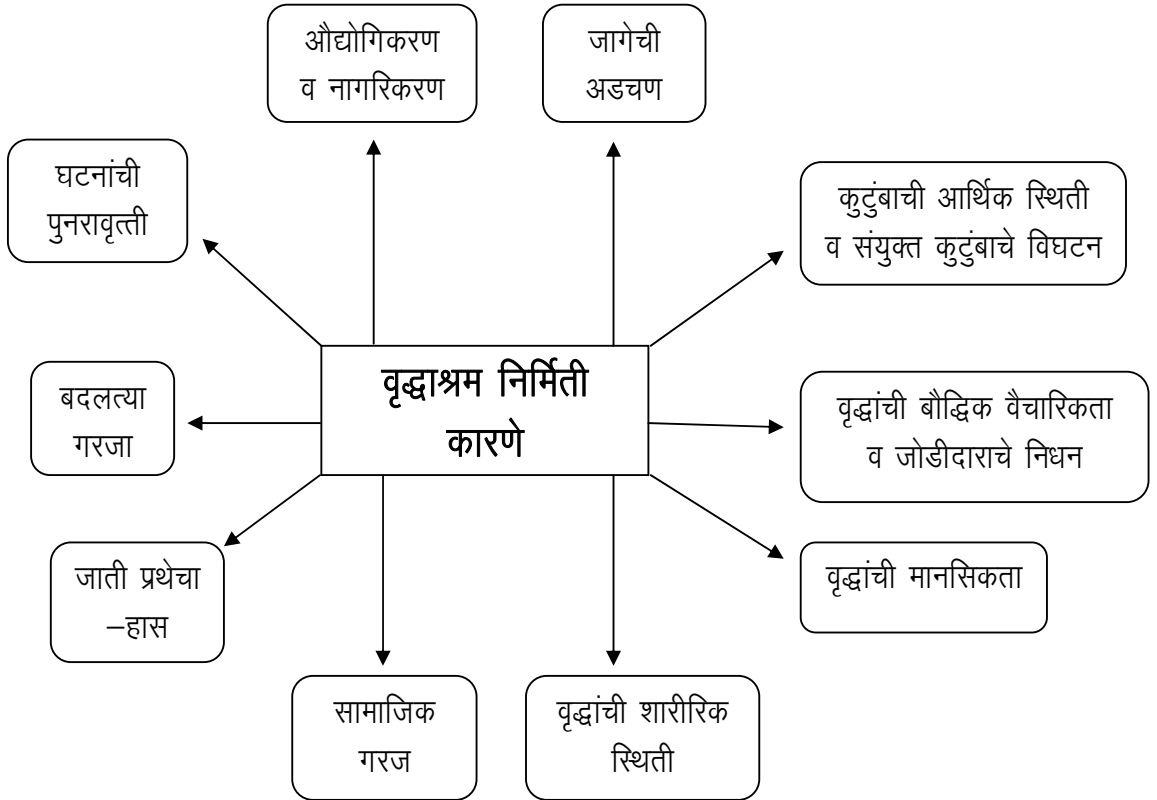 औद्योगिकरण
व नागरिकरण
जागेची
अडचण
घटनांची
पुनरावृत्ती
कुटुंबाची आर्थिक स्थिती
व संयुक्त कुटुंबाचे विघटन
वृद्धाश्रम निर्मिती
कारणे
बदलत्या
गरजा
वृद्धांची बौद्धिक वैचारिकता
व जोडीदाराचे निधन
जाती प्रथेचा
–हास
वृद्धांची मानसिकता
सामाजिक
गरज
वृद्धांची शारीरिक
स्थिती